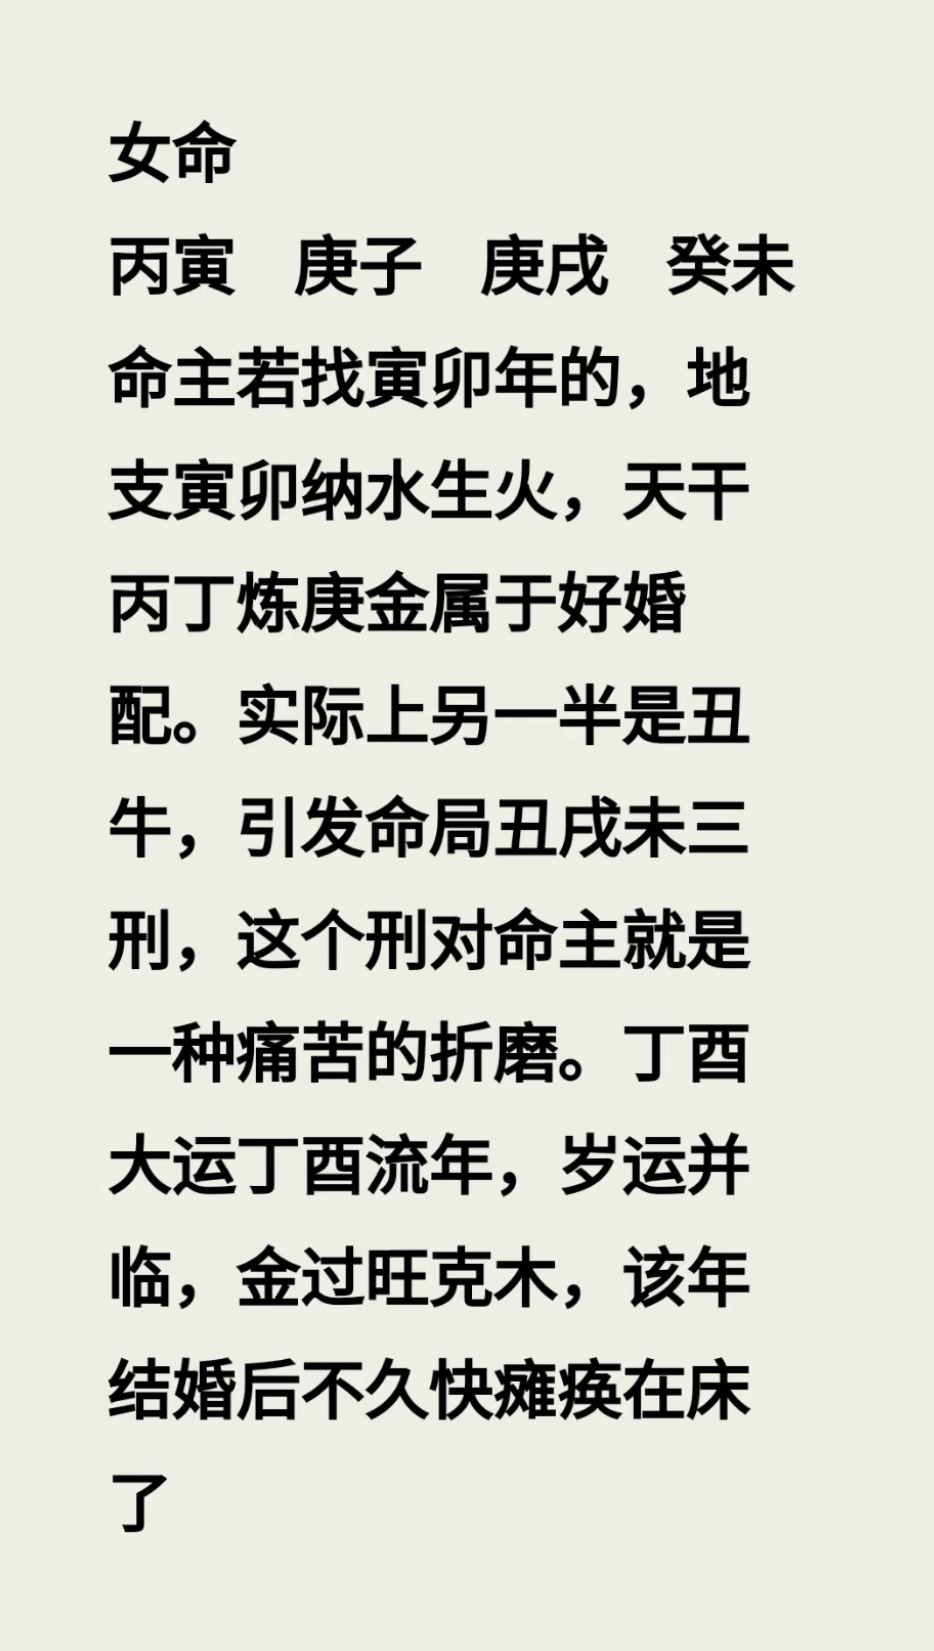 女命
丙寅　庚子　庚戌　癸未
命主若找寅卯年的，地
支寅卯纳水生火，天干
丙丁炼庚金属于好婚
配。实际上另一半是丑
牛，引发命局丑戌未三
刑，这个刑对命主就是
一种痛苦的折磨。丁酉
大运丁酉流年，岁运并
临，金过旺克木，该年
结婚后不久快瘫痪在床
了